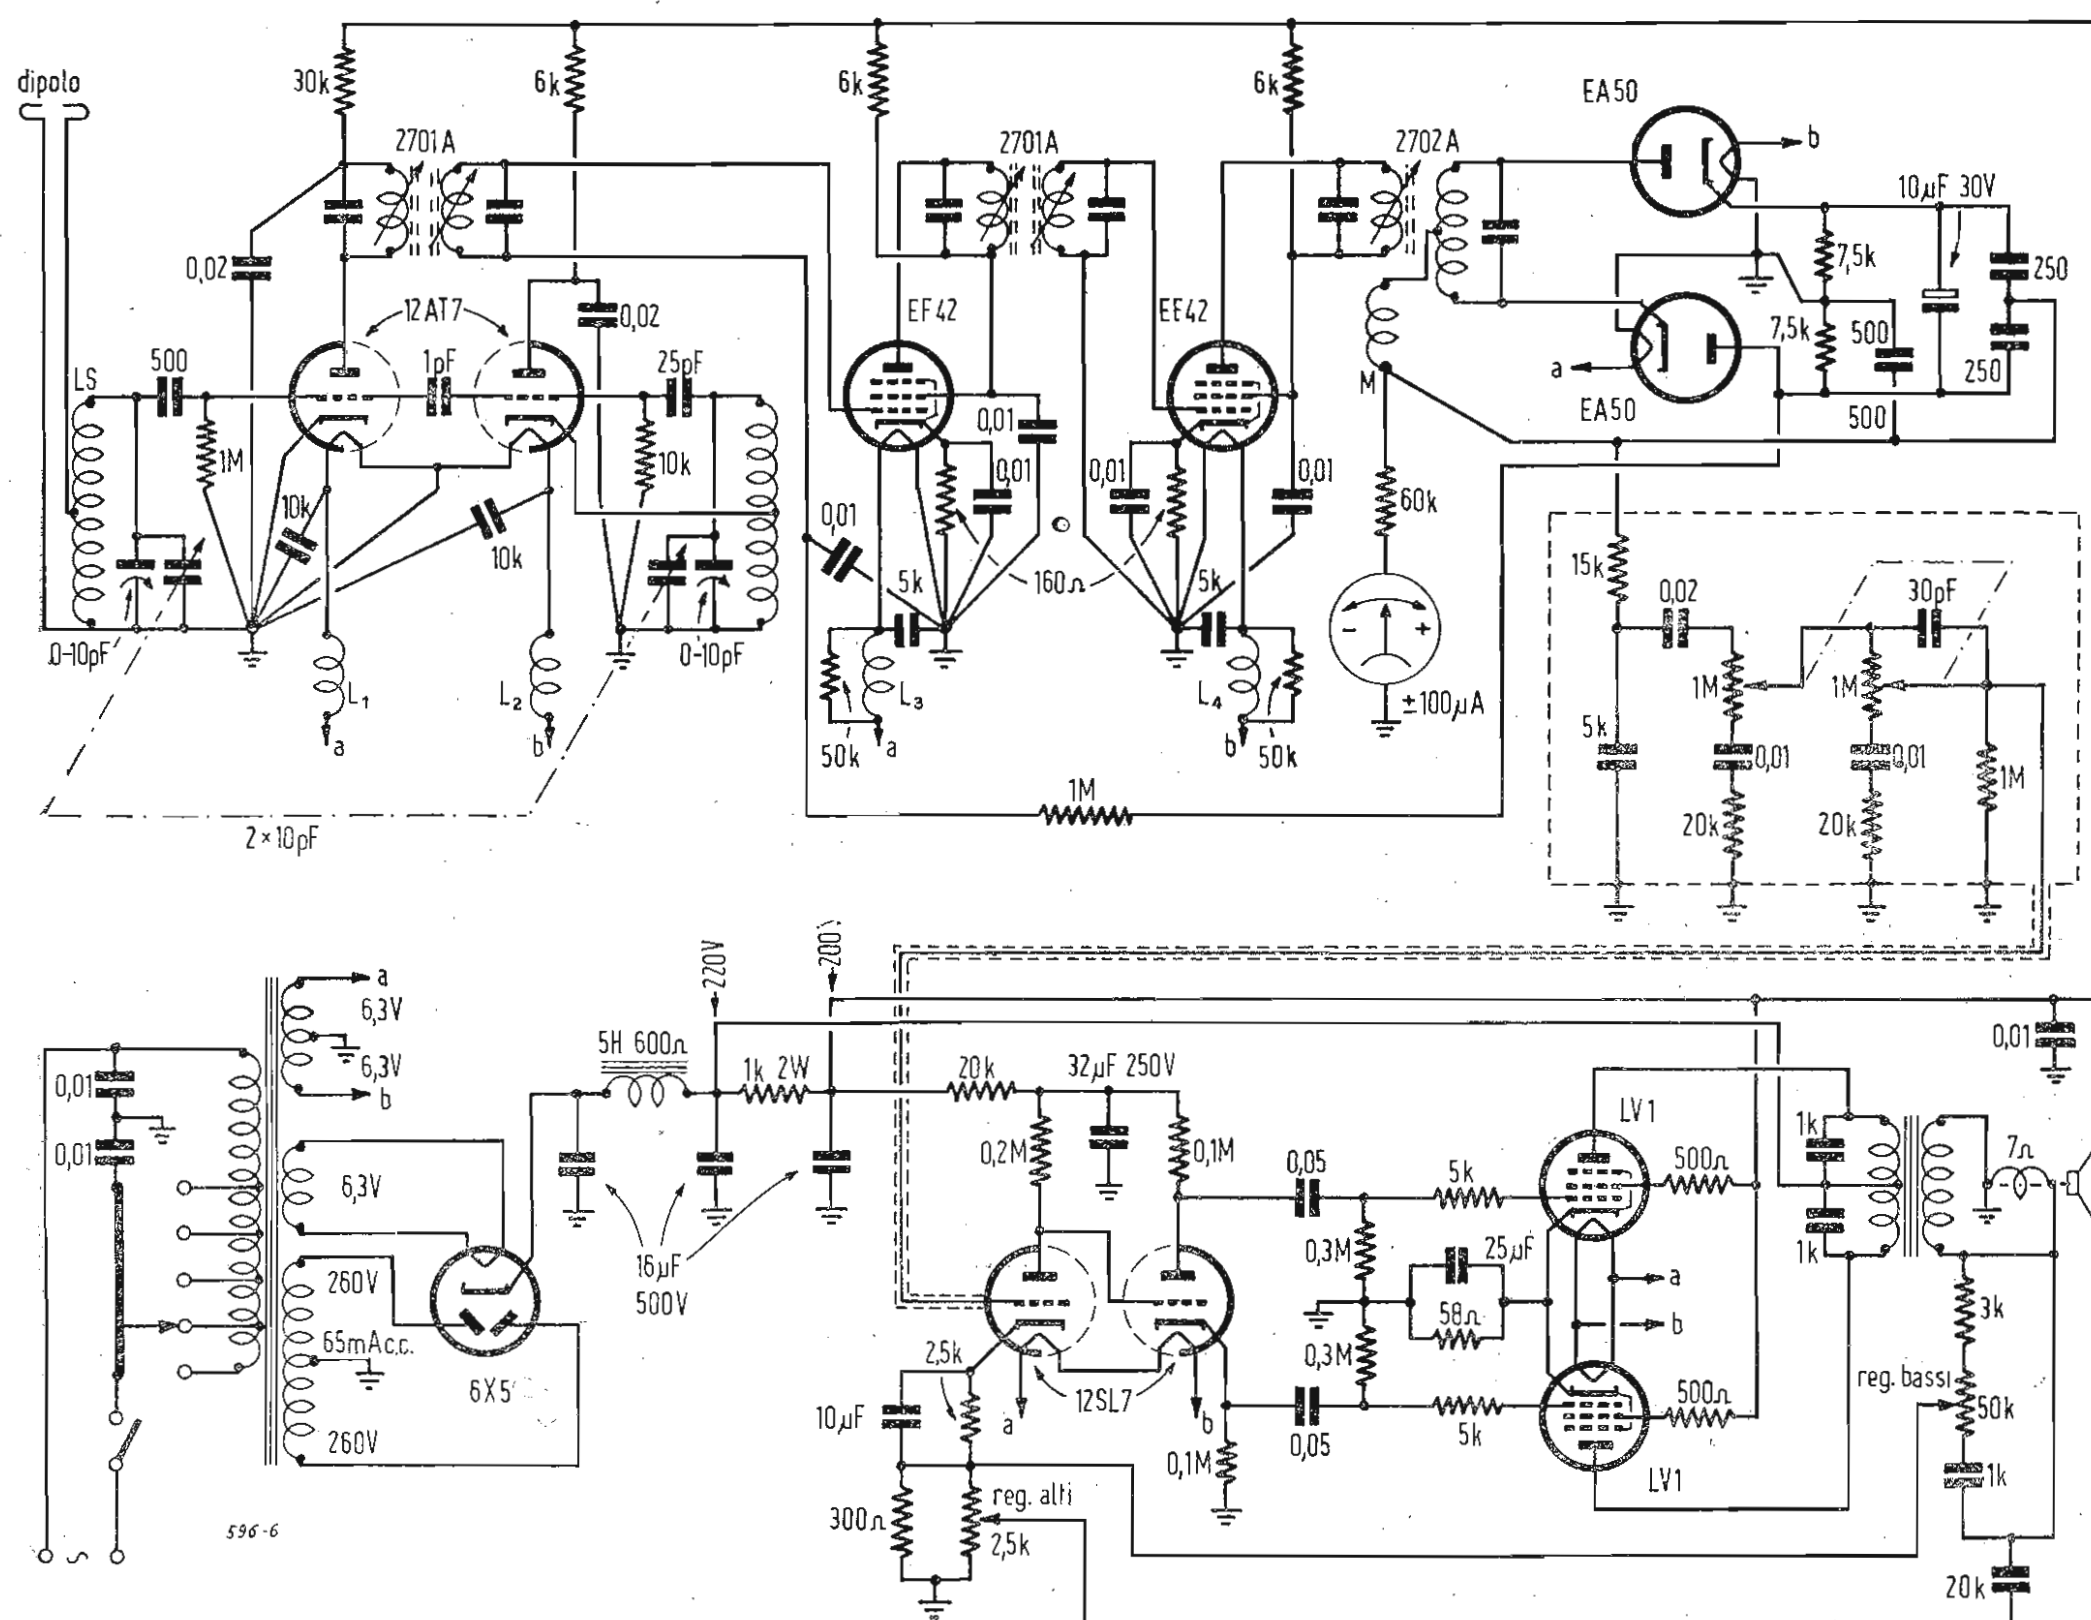 dipolo
30k
6k
6k
6k
EA50
2701A
2701A
2702A
b
10µF 30V
0,02
7,5k
250
12AT7
0,02
EF42
EF42
7,5k
500
250
LS
500
1pF
25pF
M
a
EA50
500
1M
10k
0,01
0,01
0,01
0,01
10k
10k
0,01
60k
5k
160Ω
5k
15k
0,02
30pF
.0-10pF
0-10pF
- +
1M
1M
L1
L2
L3
L4
±100µA
a
b
50k
a
b
50k
5k
0,01
0,01
1M
1M
20k
20k
2×10pF
220V
a
6,3V
5H 600Ω
6,3V
b
0,01
1k 2W
20k
32µF 250V
0,01
LV1
0,01
0,2M
0,1M
1k
7Ω
6,3V
0,05
5k
500Ω
1k
260V
16µF
500V
0,3M
25µF
a
58Ω
b
3k
65mAc.c.
2,5k
0,3M
reg. bassi
6X5
12SL7
500Ω
50k
10µF
a
b
0,05
5k
260V
0,1M
LV1
1k
300Ω
reg. alti
2,5k
596-6
20k